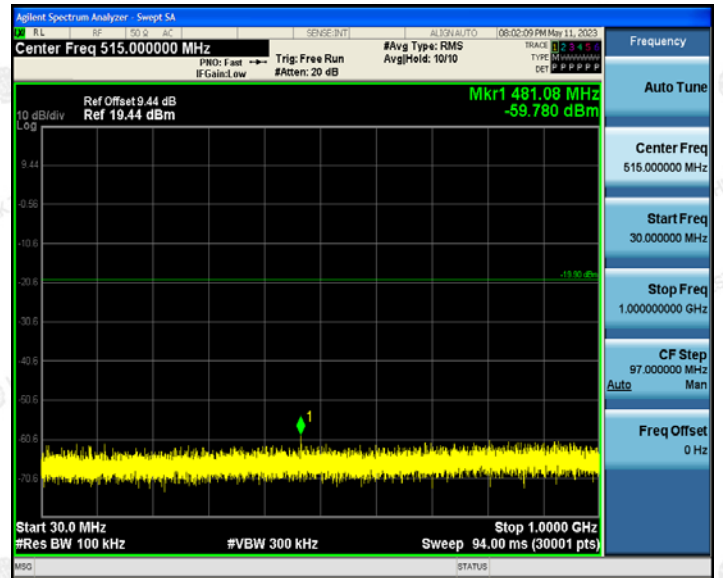 Agilent Spectrum Analyzer - Swept SA
RL RF 50 Ω AC SENSE:INT ALIGN AUTO 08:02:09 PM May 11, 2023
Center Freq 515.000000 MHz
PNO: Fast
IFGain:Low
Trig: Free Run
#Atten: 20 dB
#Avg Type: RMS
Avg|Hold: 10/10
TRACE 1 2 3 4 5 6
TYPE M
DET P P P P P P
Ref Offset 9.44 dB
10 dB/div Ref 19.44 dBm
Log
Mkr1 481.08 MHz
-59.780 dBm
9.44
-0.56
-10.6
-20.6
-30.6
-40.6
-50.6
-60.6
-70.6
1
Start 30.0 MHz
Stop 1.0000 GHz
#Res BW 100 kHz
#VBW 300 kHz
Sweep 94.00 ms (30001 pts)
MSG
STATUS
Frequency
Auto Tune
Center Freq
515.000000 MHz
Start Freq
30.000000 MHz
Stop Freq
1.000000000 GHz
CF Step
97.000000 MHz
Auto Man
Freq Offset
0 Hz